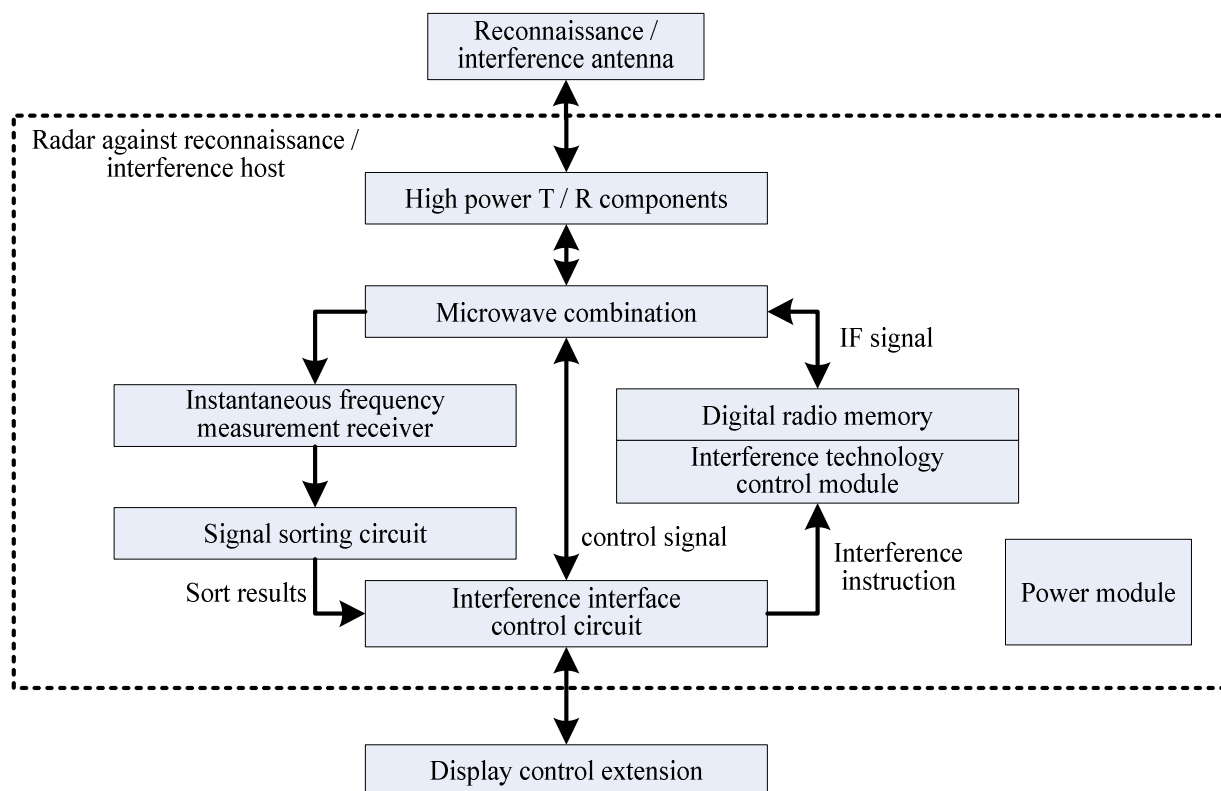 Reconnaissance /
interference antenna
Radar against reconnaissance /
interference host
High power T / R components
Microwave combination
IF signal
Instantaneous frequency
measurement receiver
Digital radio memory
Interference technology
control module
Signal sorting circuit
control signal
Interference
instruction
Sort results
Interference interface
control circuit
Power module
Display control extension